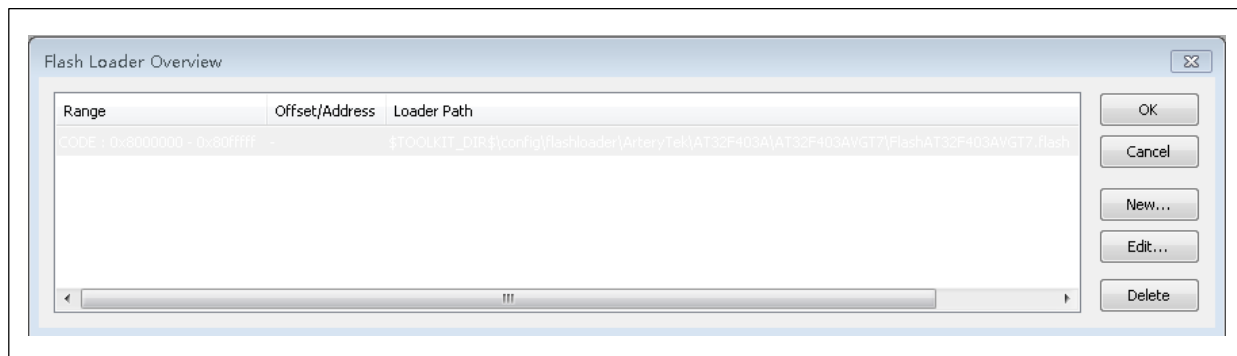 Flash Loader Overview
Range Offset/Address Loader Path
CODE : 0x8000000 - 0x80fffff - $TOOLKIT_DIR$\config\flashloader\ArteryTek\AT32F403A\AT32F403AVGT7\FlashAT32F403AVGT7.flash
OK
Cancel
New...
Edit...
Delete